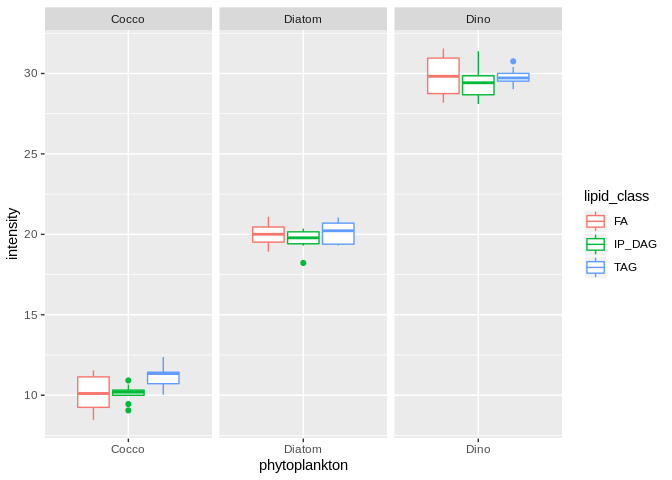 Cocco Diatom Dino
30
25
20
15
10
intensity
Cocco Diatom Dino
phytoplankton
lipid_class
FA
IP_DAG
TAG